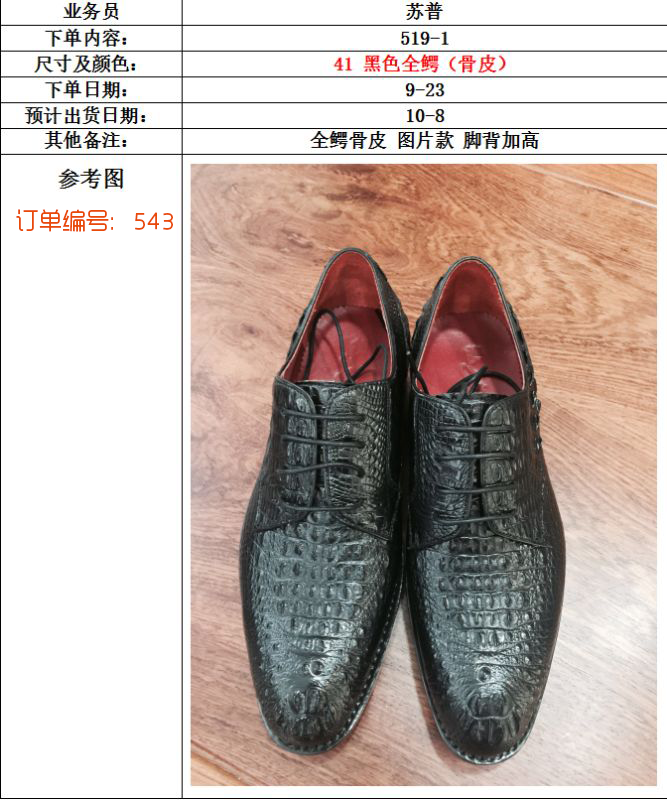 业务员 苏普
下单内容： 519-1
尺寸及颜色： 41 黑色全鳄（骨皮）
下单日期： 9-23
预计出货日期： 10-8
其他备注： 全鳄骨皮 图片款 脚背加高
参考图
订单编号： 543